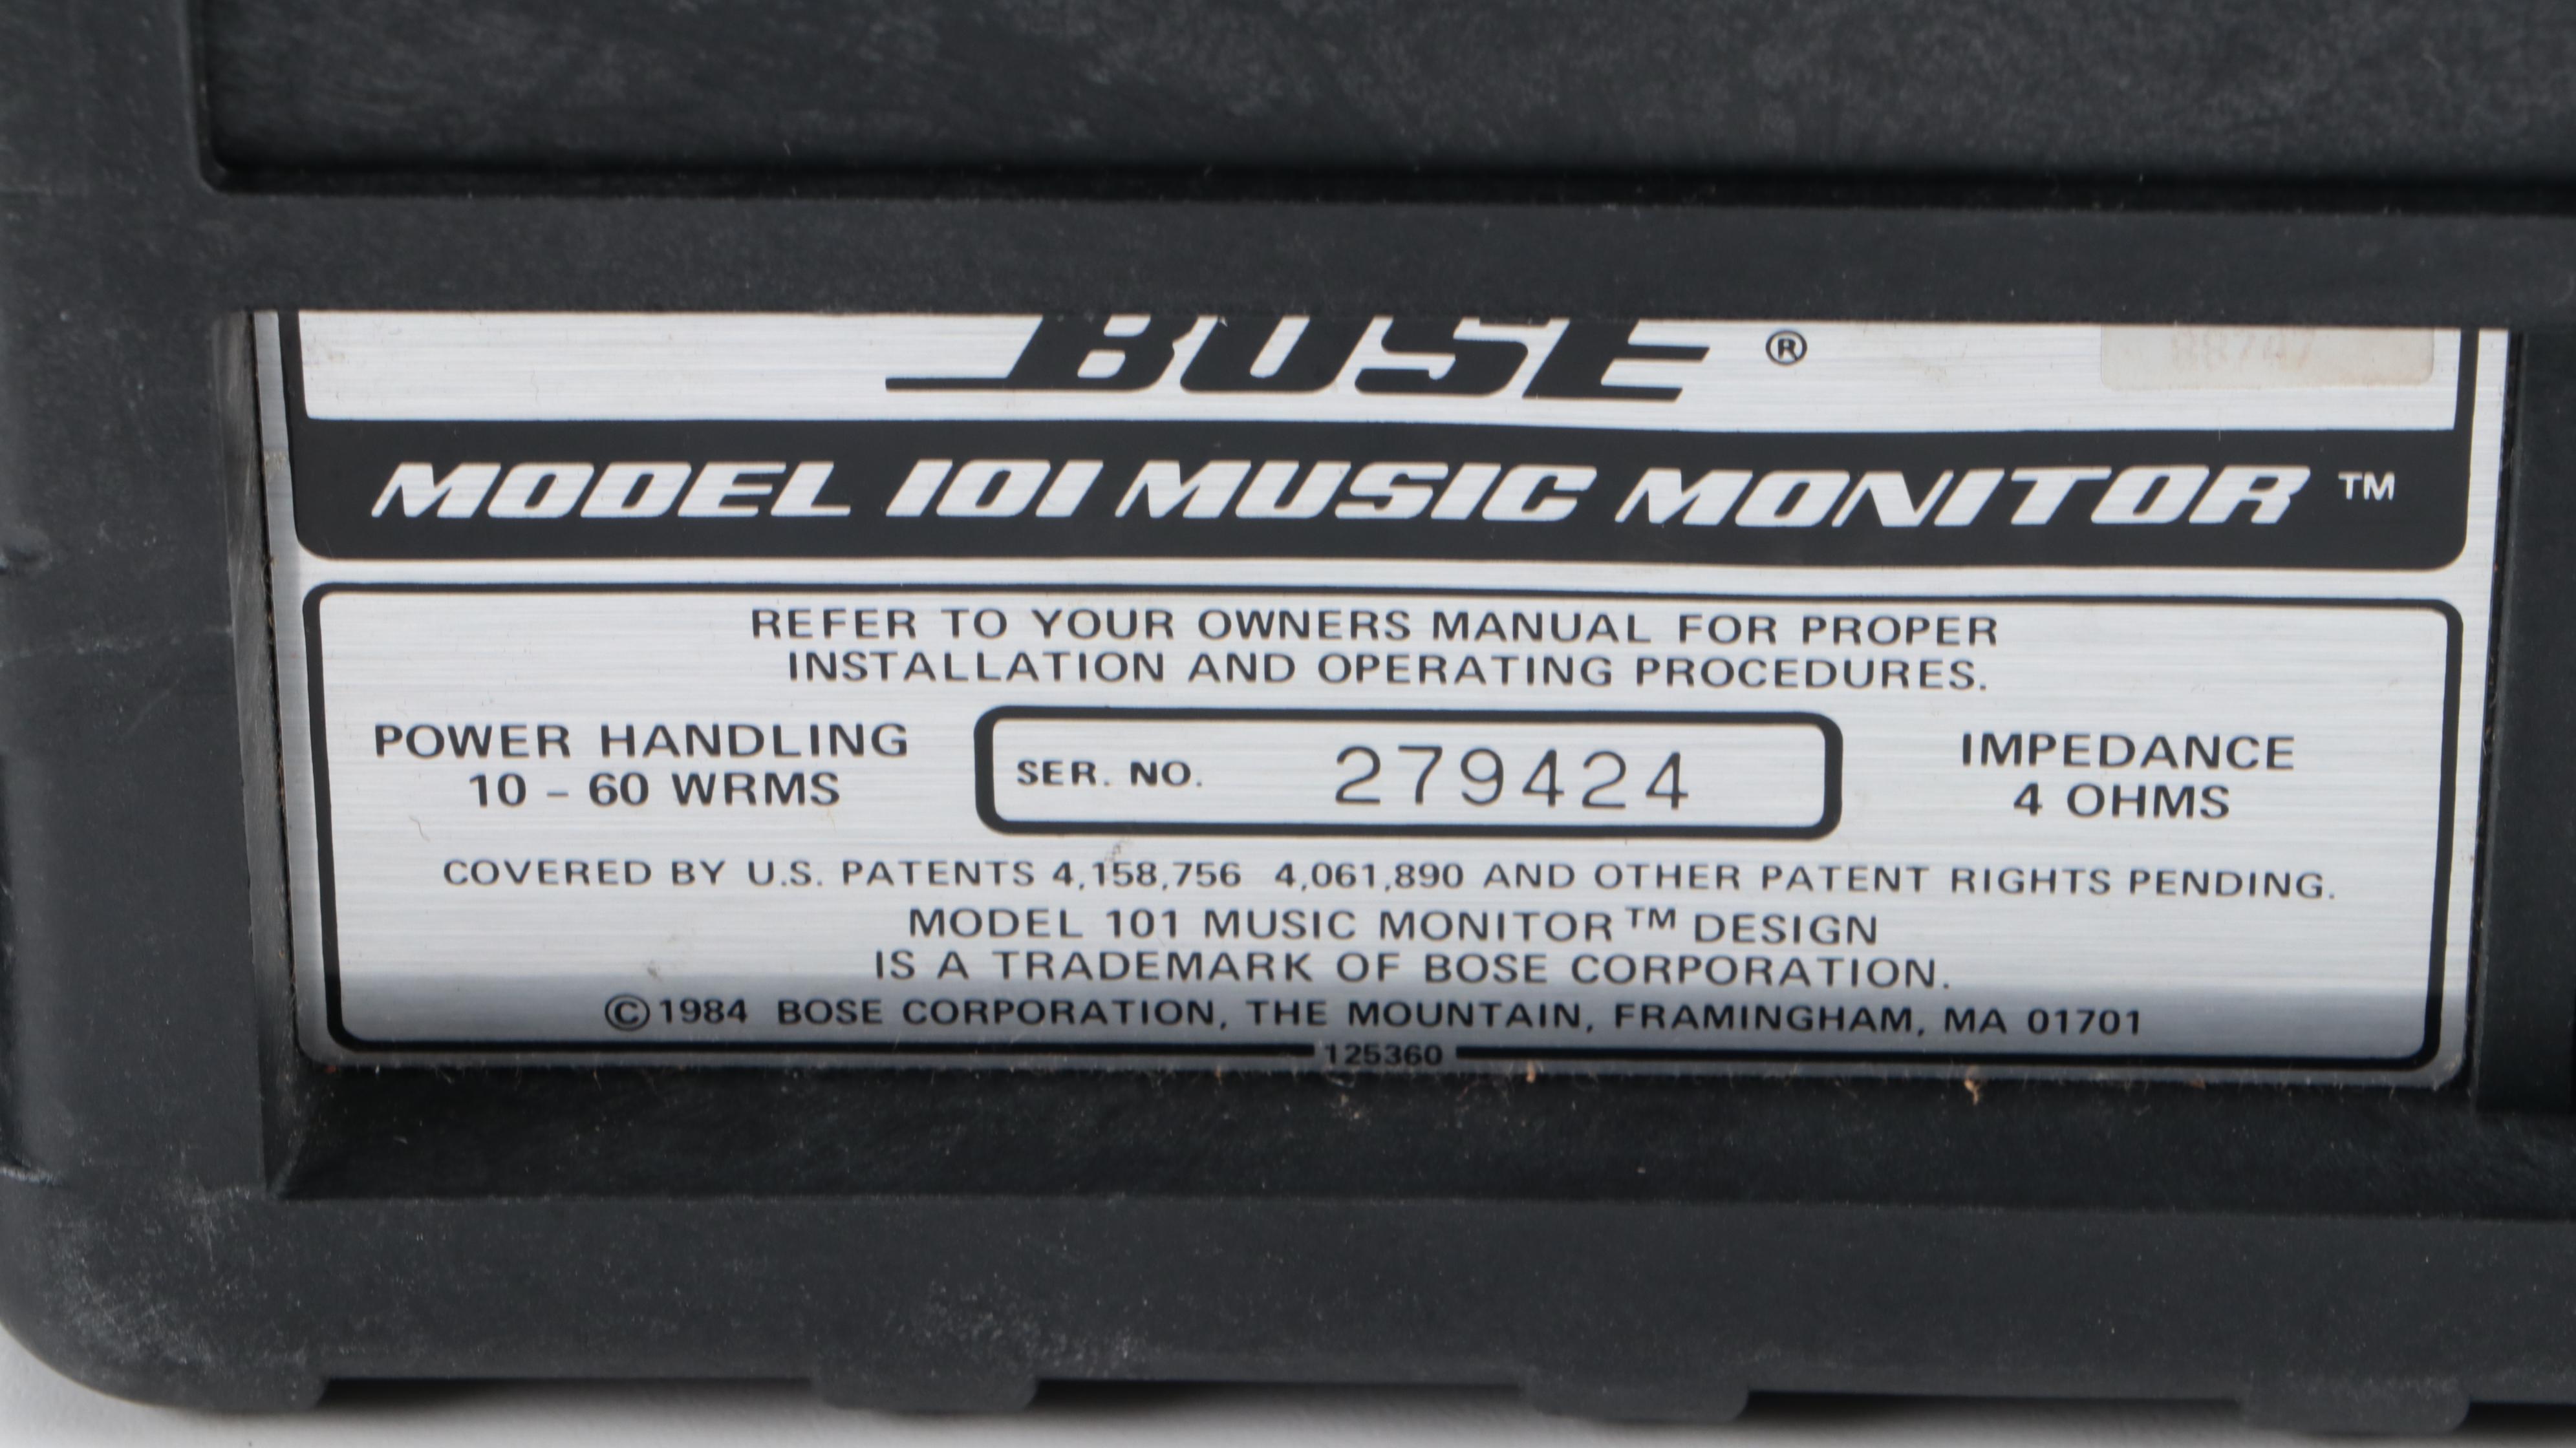 BOSE ®
MODEL 101 MUSIC MONITOR ™
REFER TO YOUR OWNERS MANUAL FOR PROPER
INSTALLATION AND OPERATING PROCEDURES.
POWER HANDLING
10 – 60 WRMS
SER. NO. 279424
IMPEDANCE
4 OHMS
COVERED BY U.S. PATENTS 4,158,756 4,061,890 AND OTHER PATENT RIGHTS PENDING.
MODEL 101 MUSIC MONITOR™ DESIGN
IS A TRADEMARK OF BOSE CORPORATION.
©1984 BOSE CORPORATION, THE MOUNTAIN, FRAMINGHAM, MA 01701
125360